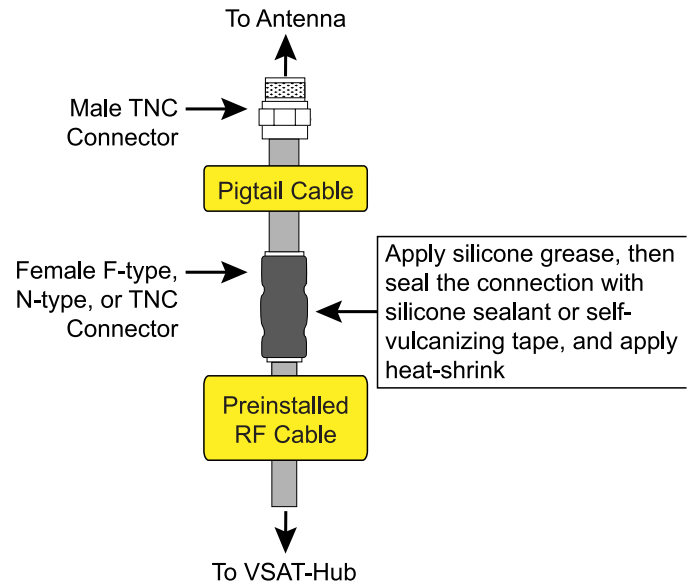 To Antenna
Male TNC
Connector
Pigtail Cable
Female F-type,
N-type, or TNC
Connector
Apply silicone grease, then
seal the connection with
silicone sealant or self-
vulcanizing tape, and apply
heat-shrink
Preinstalled
RF Cable
To VSAT-Hub